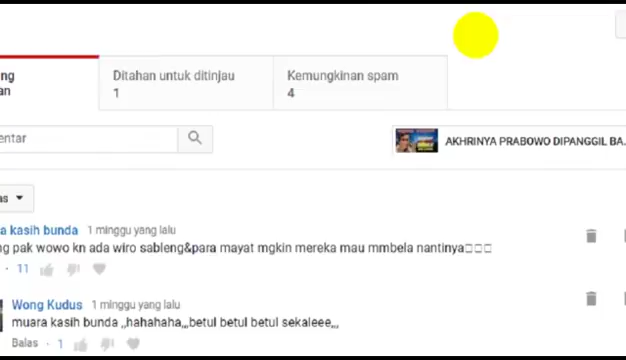 ng
an
Ditahan untuk ditinjau
1
Kemungkinan spam
4
entar
AKHRINYA PRABOWO DIPANGGIL BA..
as
a kasih bunda 1 minggu yang lalu
ng pak wowo kn ada wiro sableng&para mayat mgkin mereka mau mmbela nantinya□□□
· 11
Wong Kudus 1 minggu yang lalu
muara kasih bunda ,,hahahaha,,,betul betul betul sekaleee,,,
Balas · 1